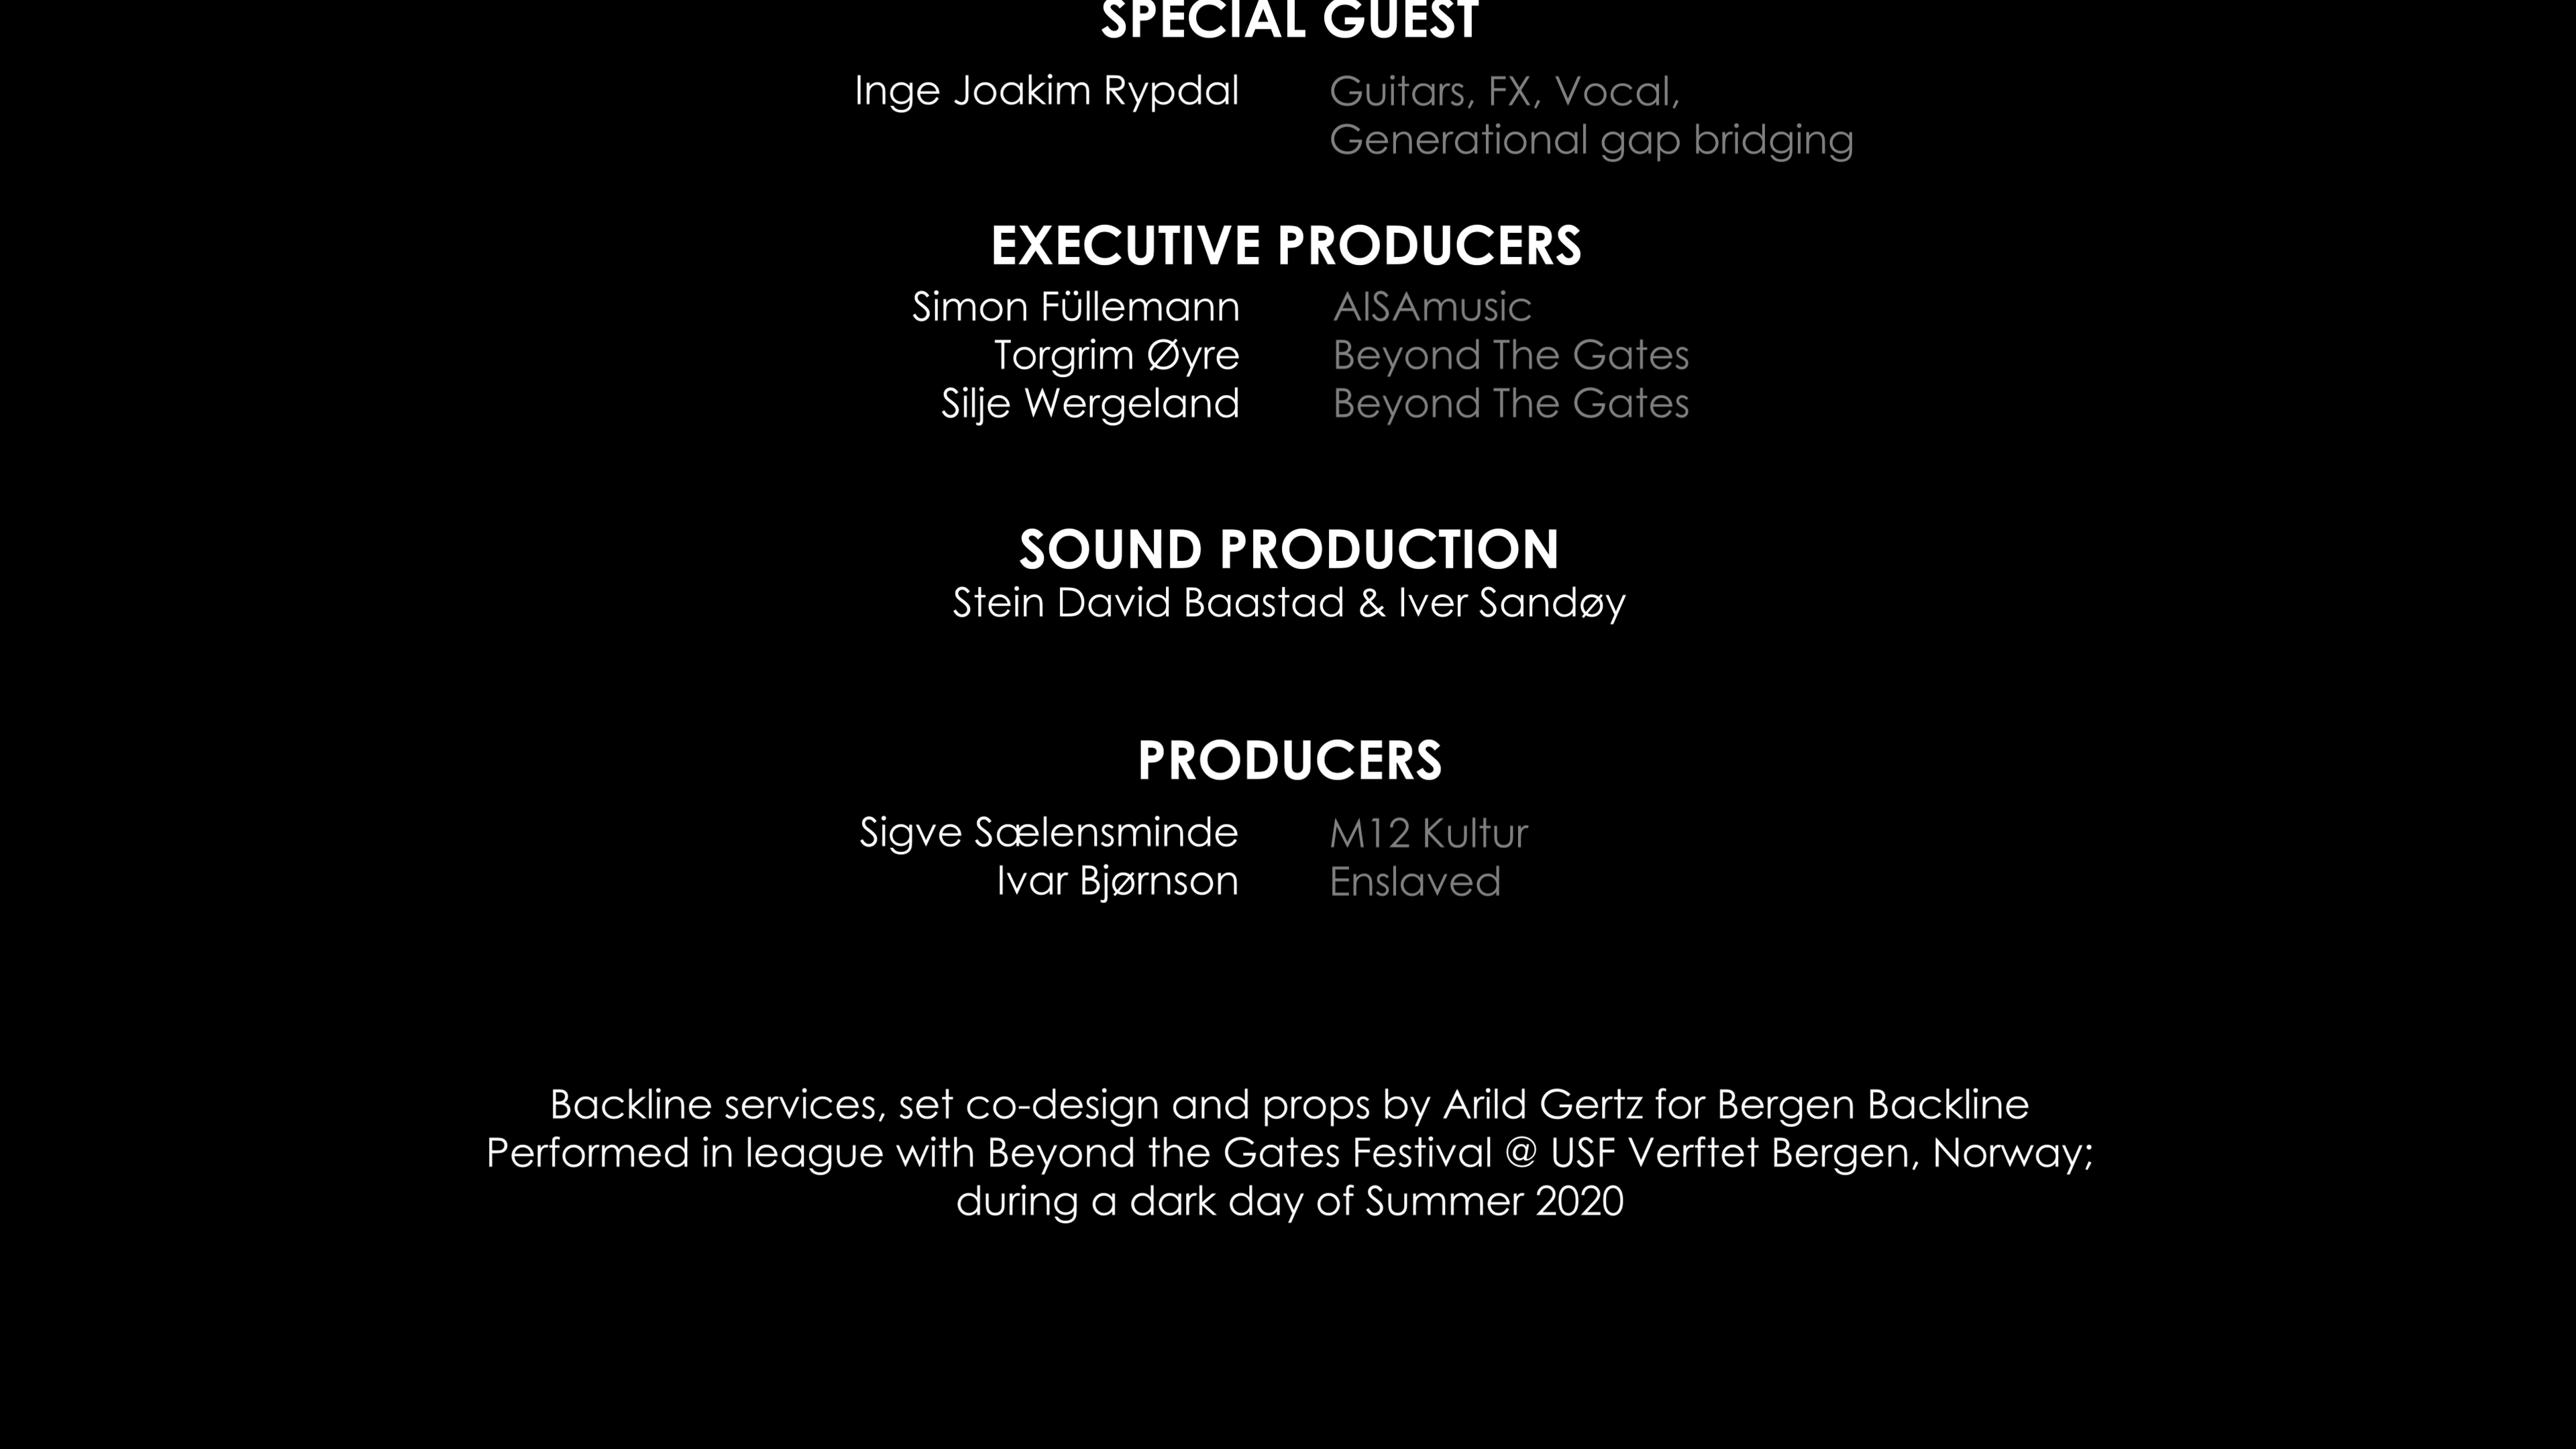 SPECIAL GUEST
Inge Joakim Rypdal Guitars, FX, Vocal,
Generational gap bridging
EXECUTIVE PRODUCERS
Simon Füllemann AISAmusic
Torgrim Øyre Beyond The Gates
Silje Wergeland Beyond The Gates
SOUND PRODUCTION
Stein David Baastad & Iver Sandøy
PRODUCERS
Sigve Sælensminde M12 Kultur
Ivar Bjørnson Enslaved
Backline services, set co-design and props by Arild Gertz for Bergen Backline
Performed in league with Beyond the Gates Festival @ USF Verftet Bergen, Norway;
during a dark day of Summer 2020